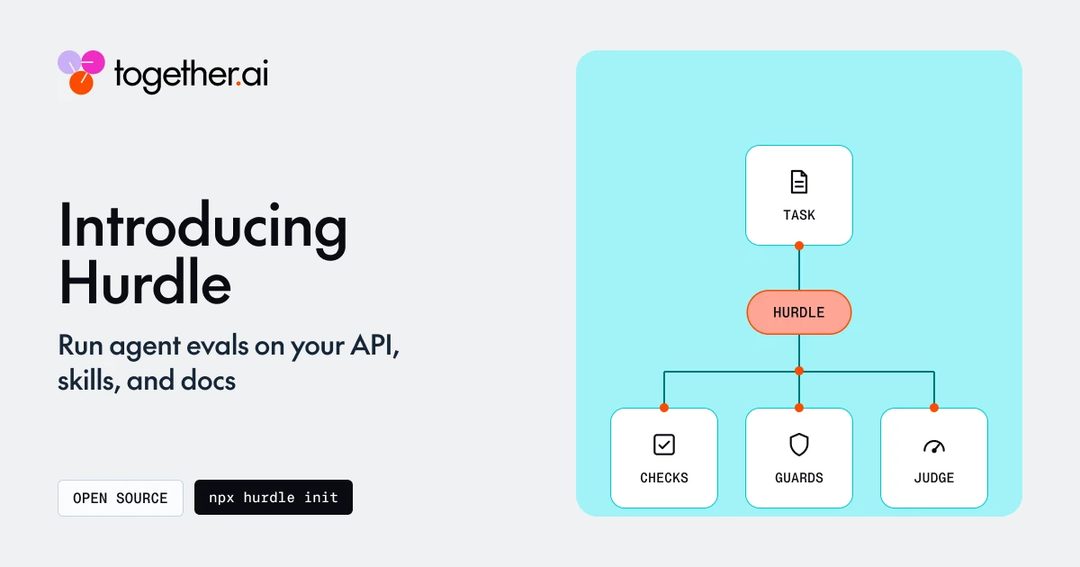 together.ai
Introducing
Hurdle
Run agent evals on your API,
skills, and docs
OPEN SOURCE
npx hurdle init
TASK
HURDLE
CHECKS
GUARDS
JUDGE